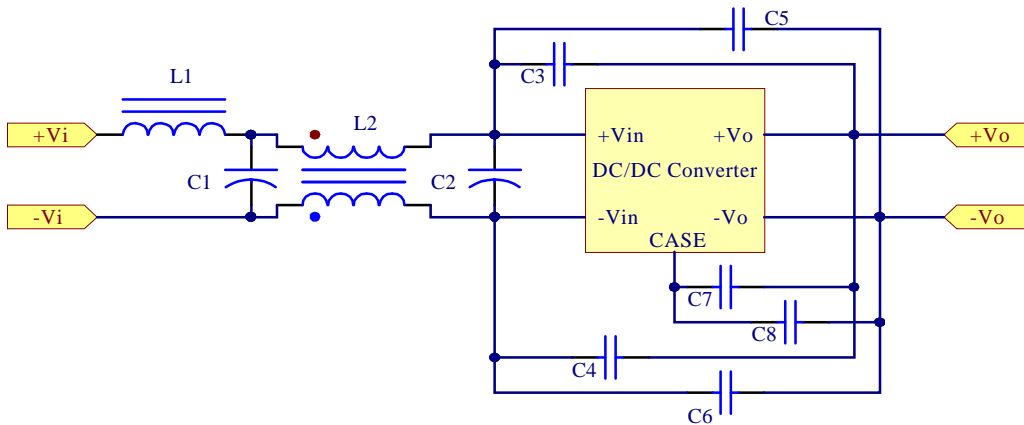 C5
C3
L1
L2
+Vi
+Vin
+Vo
+Vo
C1
C2
DC/DC Converter
-Vi
-Vin
-Vo
-Vo
CASE
C7
C8
C4
C6